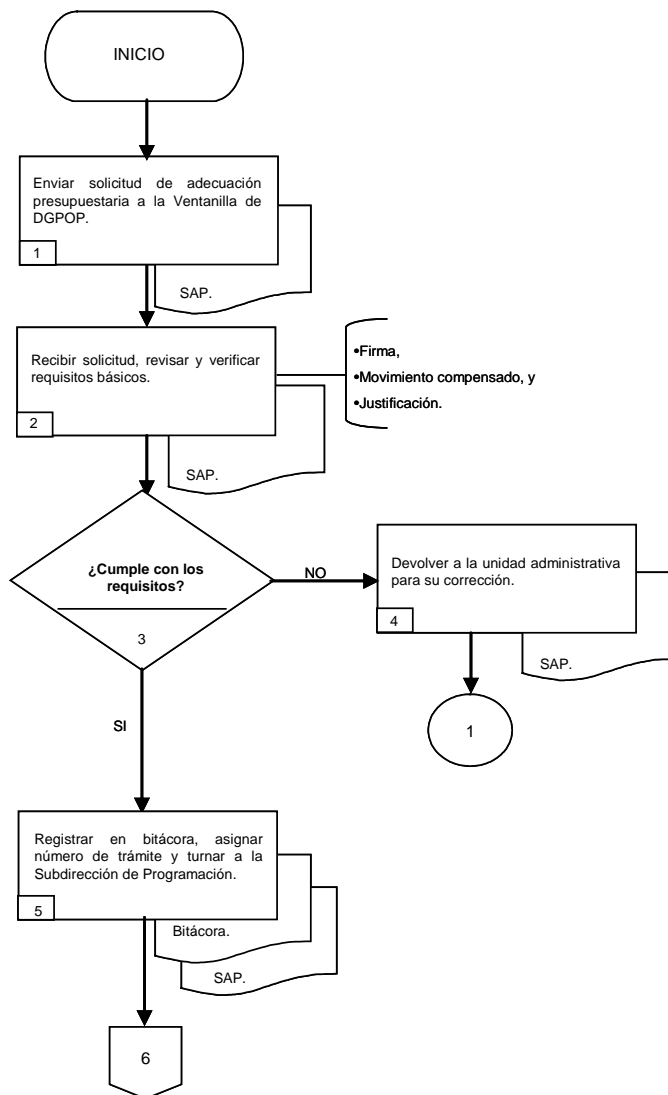 INICIO
Enviar solicitud de adecuación
presupuestaria a la Ventanilla de
DGPOP.
1
SAP.
Recibir solicitud, revisar y verificar
requisitos básicos.
2
SAP.
•Firma,
•Movimiento compensado, y
•Justificación.
¿Cumple con los
requisitos?
3
NO
Devolver a la unidad administrativa
para su corrección.
4
SAP.
1
SI
Registrar en bitácora, asignar
número de trámite y turnar a la
Subdirección de Programación.
5
Bitácora.
SAP.
6